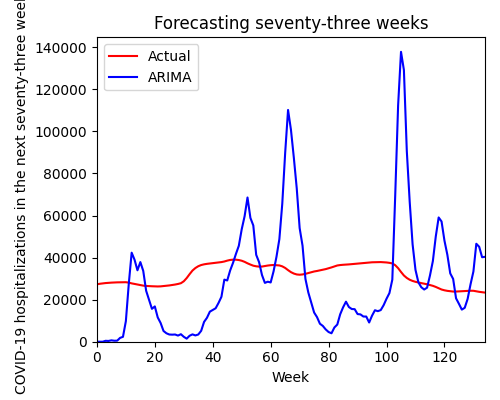 Forecasting seventy-three weeks
COVID-19 hospitalizations in the next seventy-three
140000
120000
100000
80000
60000
40000
20000
0
Actual
ARIMA
0 20 40 60 80 100 120
Week